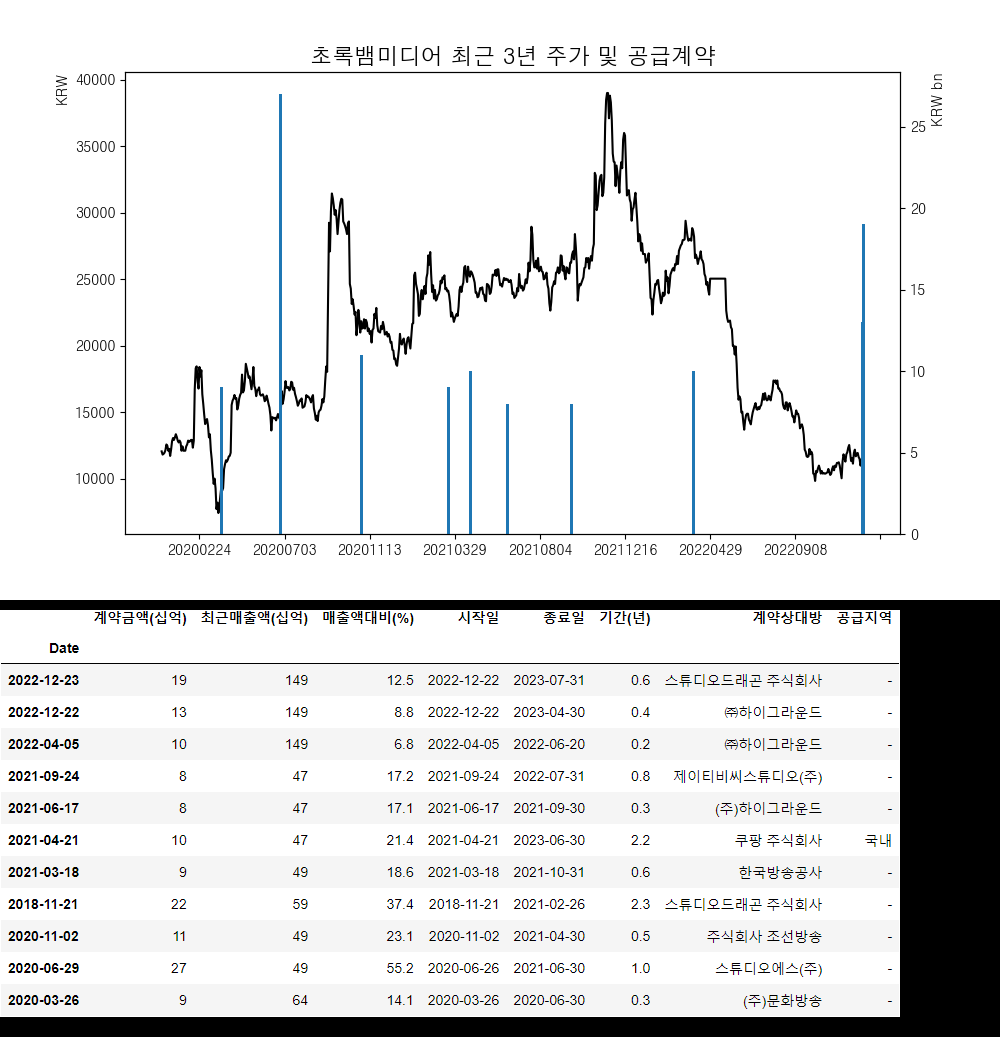 초록뱀미디어 최근 3년 주가 및 공급계약
KRW
KRW bn
40000
35000
30000
25000
20000
15000
10000
25
20
15
10
5
0
20200224 20200703 20201113 20210329 20210804 20211216 20220429 20220908
계약금액(십억) 최근매출액(십억) 매출액대비(%) 시작일 종료일 기간(년) 계약상대방 공급지역
Date
2022-12-23 19 149 12.5 2022-12-22 2023-07-31 0.6 스튜디오드래곤 주식회사 -
2022-12-22 13 149 8.8 2022-12-22 2023-04-30 0.4 ㈜하이그라운드 -
2022-04-05 10 149 6.8 2022-04-05 2022-06-20 0.2 ㈜하이그라운드 -
2021-09-24 8 47 17.2 2021-09-24 2022-07-31 0.8 제이티비씨스튜디오(주) -
2021-06-17 8 47 17.1 2021-06-17 2021-09-30 0.3 (주)하이그라운드 -
2021-04-21 10 47 21.4 2021-04-21 2023-06-30 2.2 쿠팡 주식회사 국내
2021-03-18 9 49 18.6 2021-03-18 2021-10-31 0.6 한국방송공사 -
2018-11-21 22 59 37.4 2018-11-21 2021-02-26 2.3 스튜디오드래곤 주식회사 -
2020-11-02 11 49 23.1 2020-11-02 2021-04-30 0.5 주식회사 조선방송 -
2020-06-29 27 49 55.2 2020-06-26 2021-06-30 1.0 스튜디오에스(주) -
2020-03-26 9 64 14.1 2020-03-26 2020-06-30 0.3 (주)문화방송 -